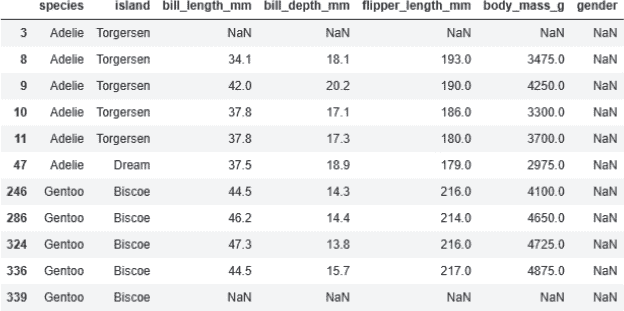 species island bill_length_mm bill_depth_mm flipper_length_mm body_mass_g gender
3 Adelie Torgersen NaN NaN NaN NaN NaN
8 Adelie Torgersen 34.1 18.1 193.0 3475.0 NaN
9 Adelie Torgersen 42.0 20.2 190.0 4250.0 NaN
10 Adelie Torgersen 37.8 17.1 186.0 3300.0 NaN
11 Adelie Torgersen 37.8 17.3 180.0 3700.0 NaN
47 Adelie Dream 37.5 18.9 179.0 2975.0 NaN
246 Gentoo Biscoe 44.5 14.3 216.0 4100.0 NaN
286 Gentoo Biscoe 46.2 14.4 214.0 4650.0 NaN
324 Gentoo Biscoe 47.3 13.8 216.0 4725.0 NaN
336 Gentoo Biscoe 44.5 15.7 217.0 4875.0 NaN
339 Gentoo Biscoe NaN NaN NaN NaN NaN